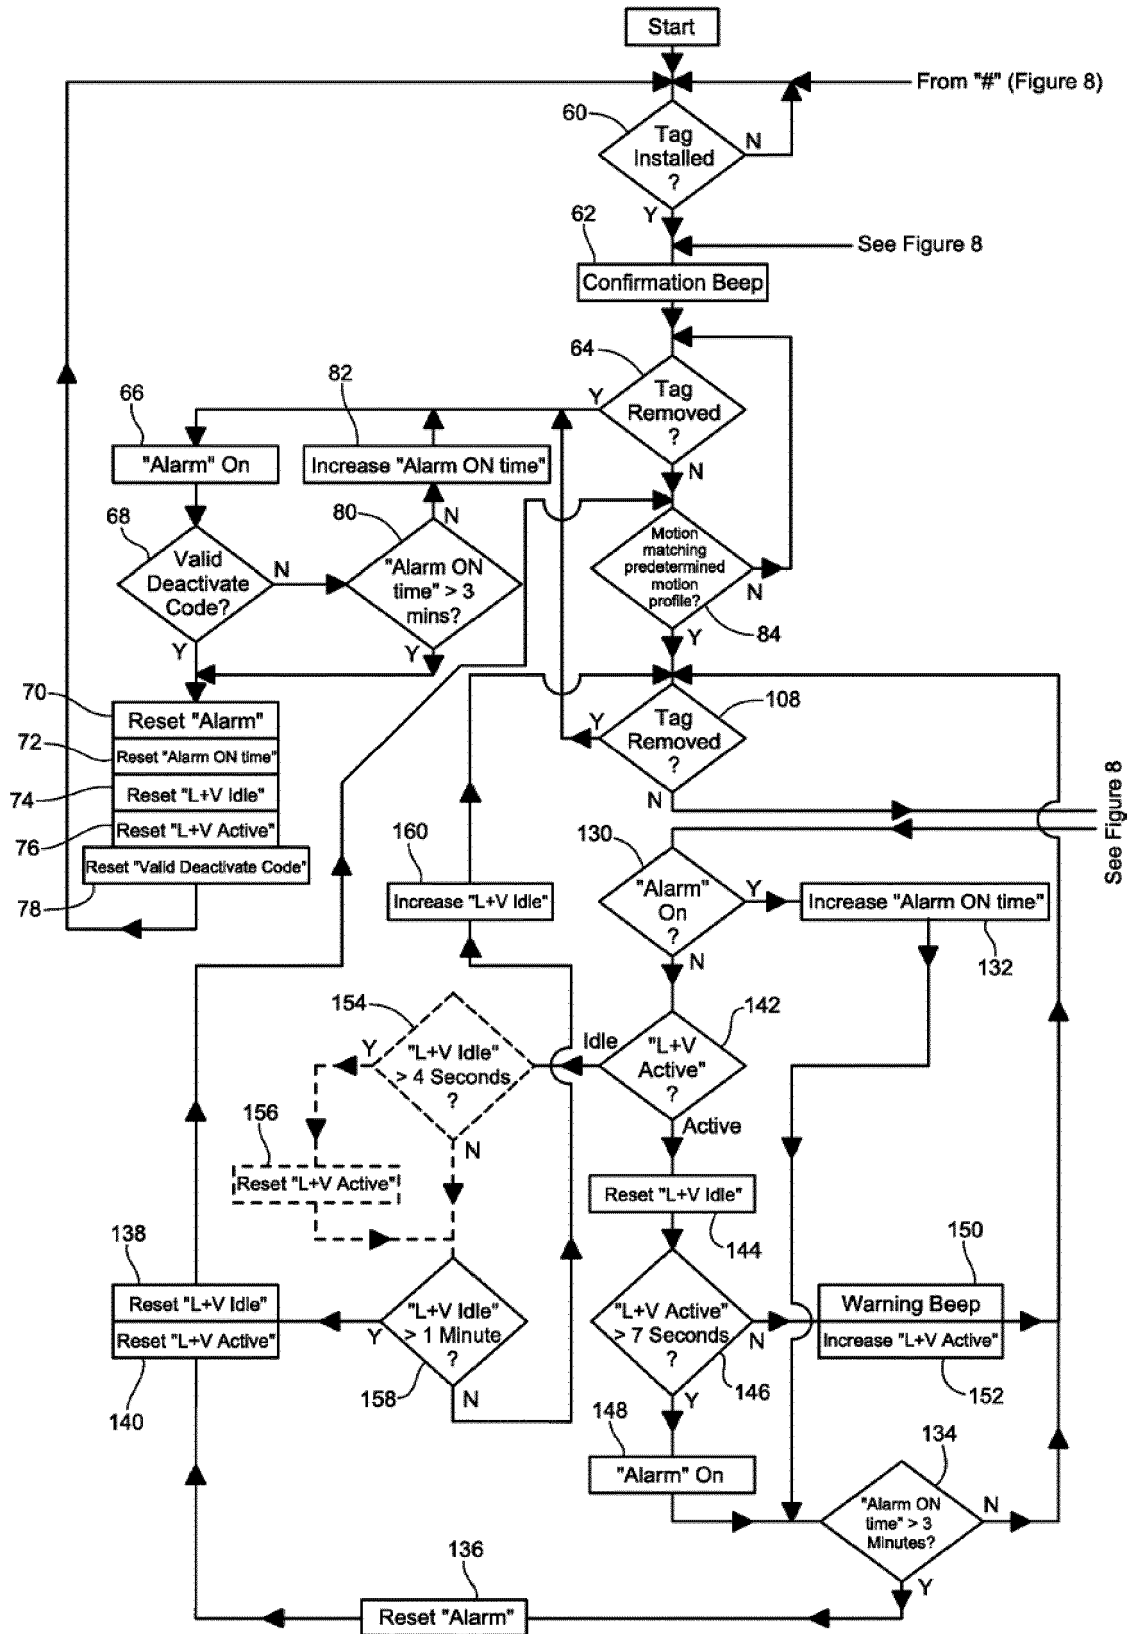 Start
From "#" (Figure 8)
60
Tag
Installed
?
N
Y
62
See Figure 8
Confirmation Beep
64
Tag
Removed
?
Y
N
66
"Alarm" On
82
Increase "Alarm ON time"
68
Valid
Deactivate
Code?
N
Y
80
"Alarm ON
time" > 3
mins?
N
Y
Motion
matching
predetermined
motion
profile?
N
Y
84
70
Reset "Alarm"
72
Reset "Alarm ON time"
74
Reset "L+V Idle"
76
Reset "L+V Active"
Reset "Valid Deactivate Code"
78
108
Tag
Removed
?
Y
N
See Figure 8
130
"Alarm"
On
?
Y
N
Increase "Alarm ON time"
132
160
Increase "L+V Idle"
142
"L+V
Active"
?
Idle
Active
154
"L+V Idle"
> 4 Seconds
?
Y
N
156
Reset "L+V Active"
Reset "L+V Idle"
144
138
Reset "L+V Idle"
Reset "L+V Active"
140
"L+V Idle"
> 1 Minute
?
Y
N
158
"L+V Active"
> 7 Seconds
?
N
Y
146
150
Warning Beep
Increase "L+V Active"
152
148
"Alarm" On
134
"Alarm ON
time" > 3
Minutes?
N
Y
136
Reset "Alarm"